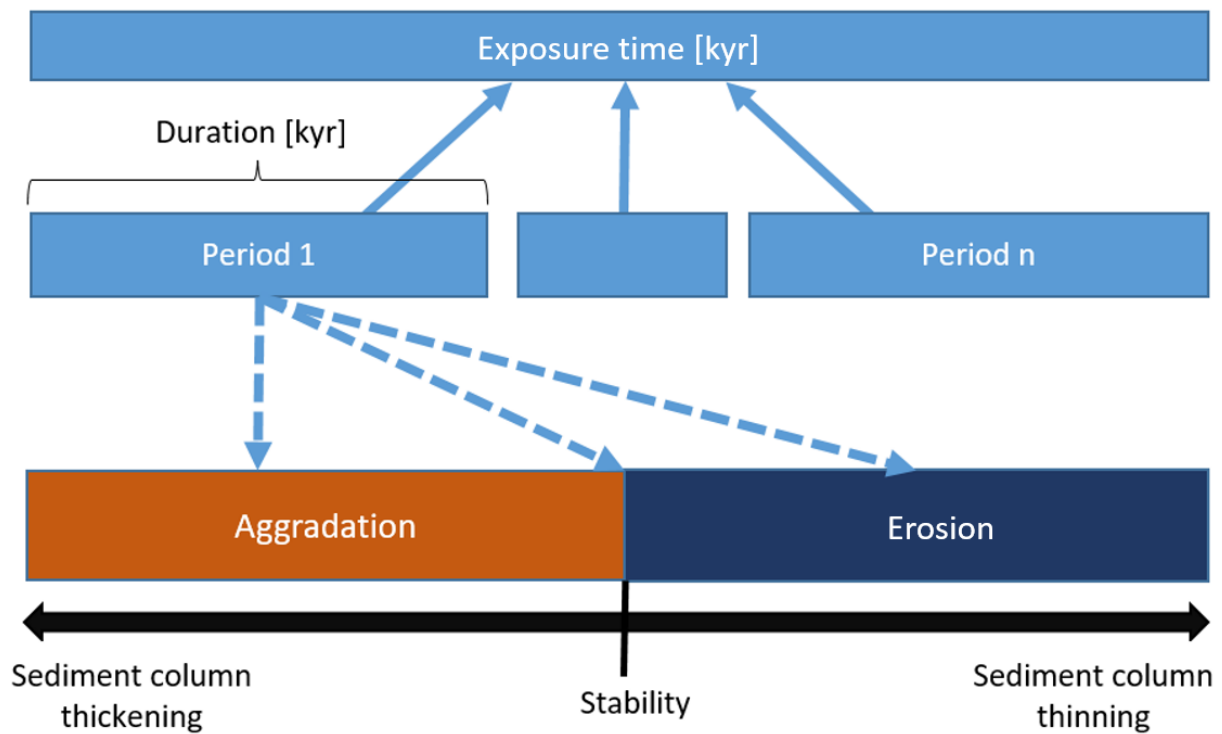 Exposure time [kyr]
Duration [kyr]
Period 1
Period n
Aggradation
Erosion
Sediment column
thickening
Stability
Sediment column
thinning